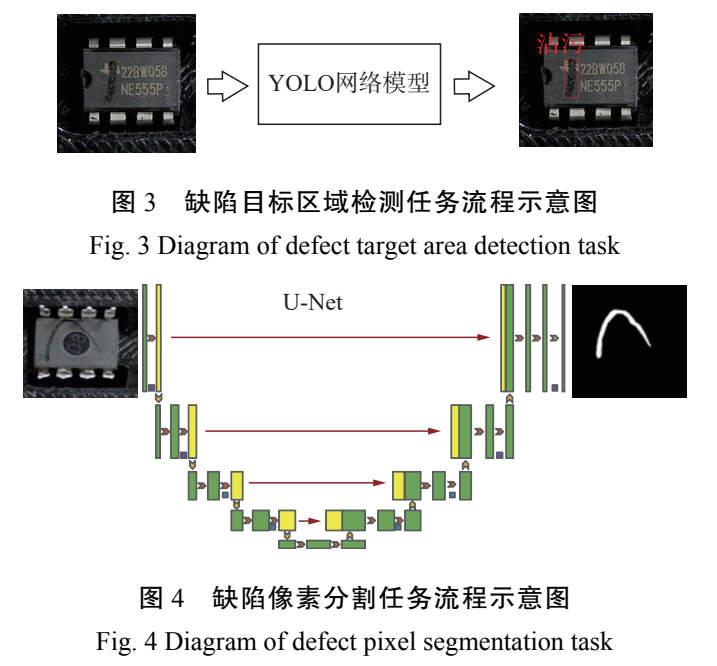 22BW058
NE555P
YOLO网络模型
沾污
22BW058
NE555P
图 3 缺陷目标区域检测任务流程示意图
Fig. 3 Diagram of defect target area detection task
U-Net
图 4 缺陷像素分割任务流程示意图
Fig. 4 Diagram of defect pixel segmentation task